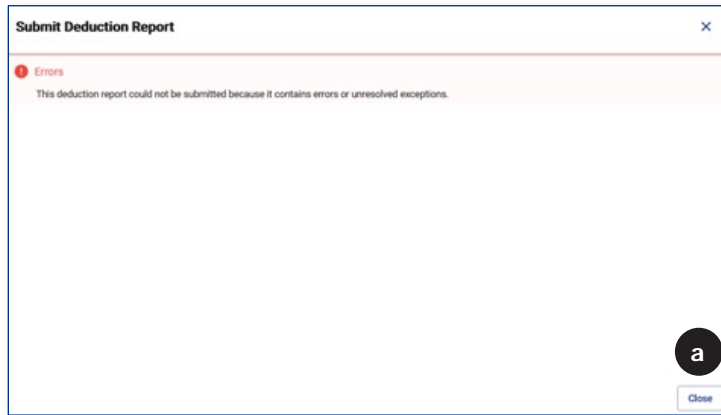 Submit Deduction Report
Errors
This deduction report could not be submitted because it contains errors or unresolved exceptions.
a
Close